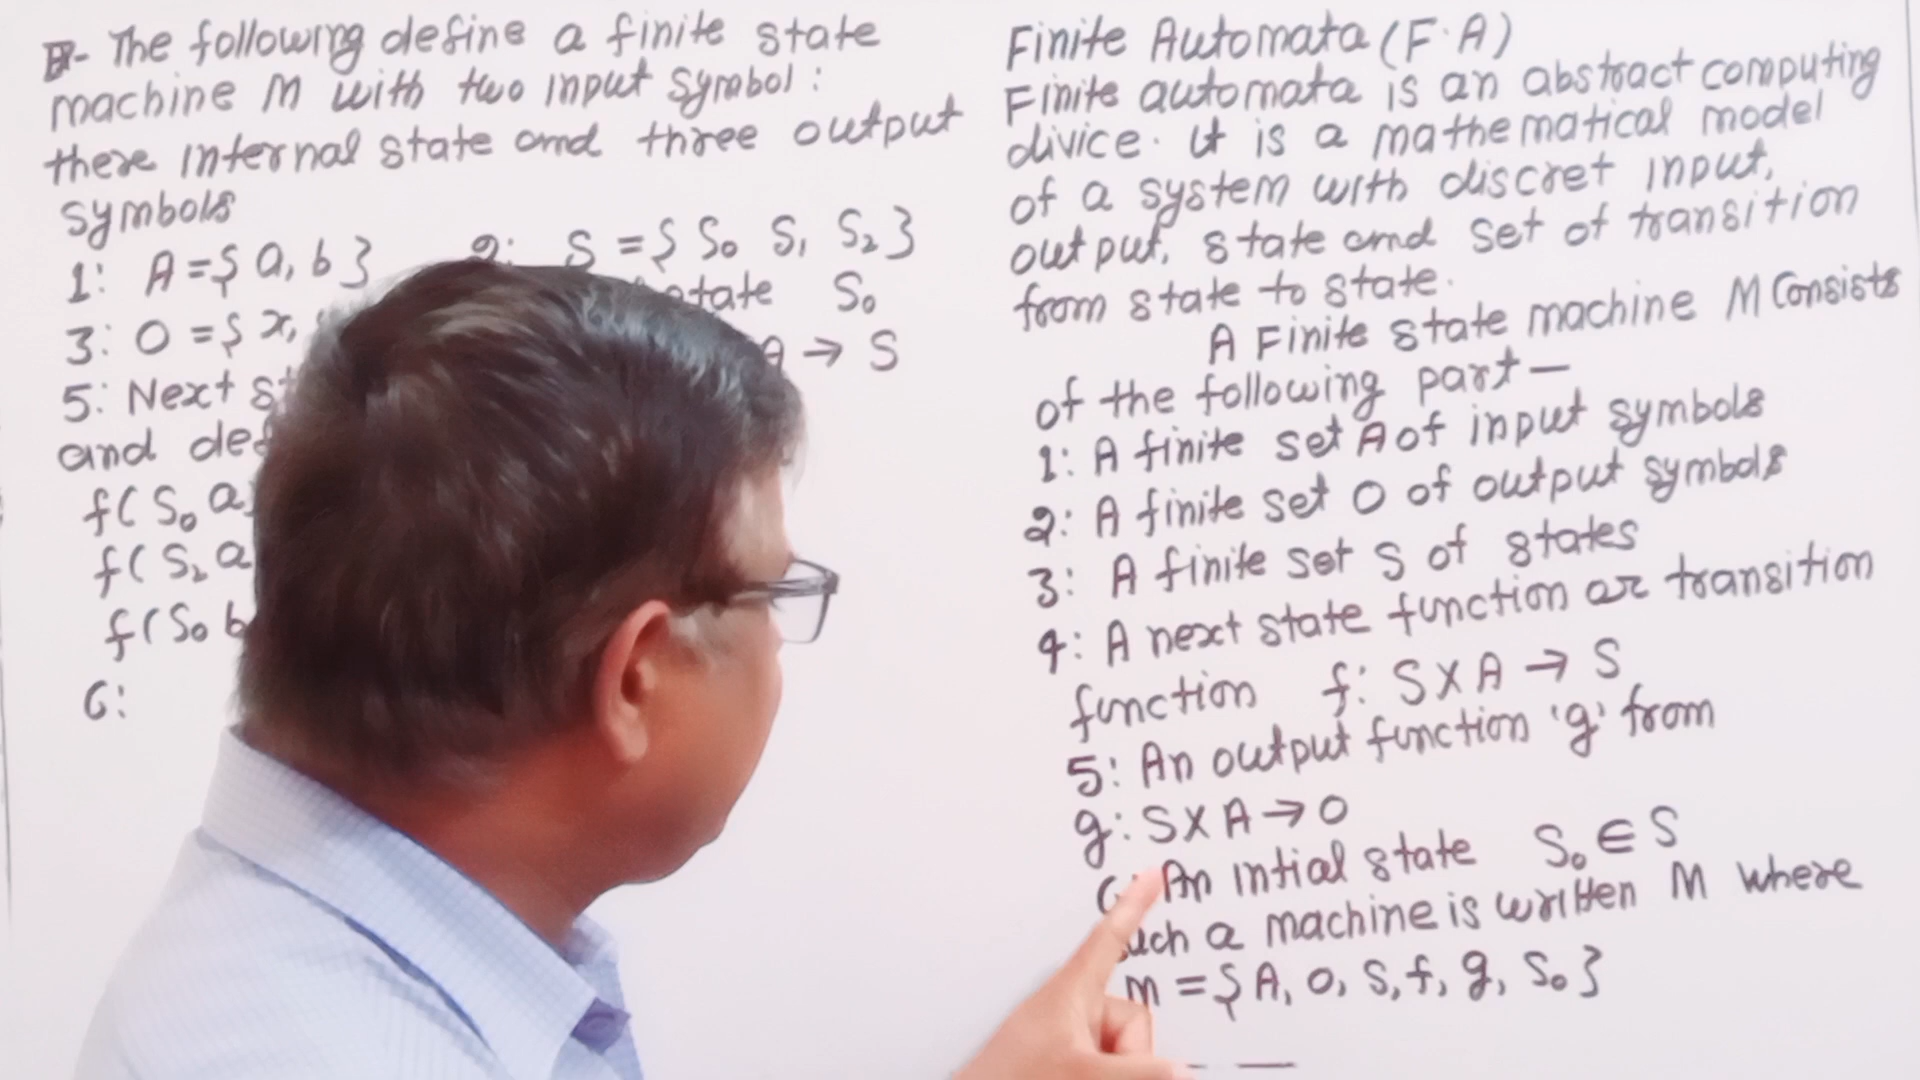 The following define a finite state
machine M with two input symbol:
there internal state and three output
symbols
1: A = { a, b } 2: S = { S₀ S₁ S₂ }
3: O = { x, state S₀
5: Next st A → S
and def
f( S₀ a
f( S₂ a
f( S₀ b
6:
Finite Automata (F.A)
Finite automata is an abstract computing
divice. It is a mathematical model
of a system with discret input,
output, state and set of transition
from state to state.
A Finite state machine M Consists
of the following part —
1: A finite set A of input symbols
2: A finite set O of output symbols
3: A finite set S of states
4: A next state function or transition
function f: S X A → S
5: An output function 'g' from
g: S X A → O
6: An intial state S₀ ∈ S
such a machine is written M where
m = { A, O, S, f, g, S₀ }